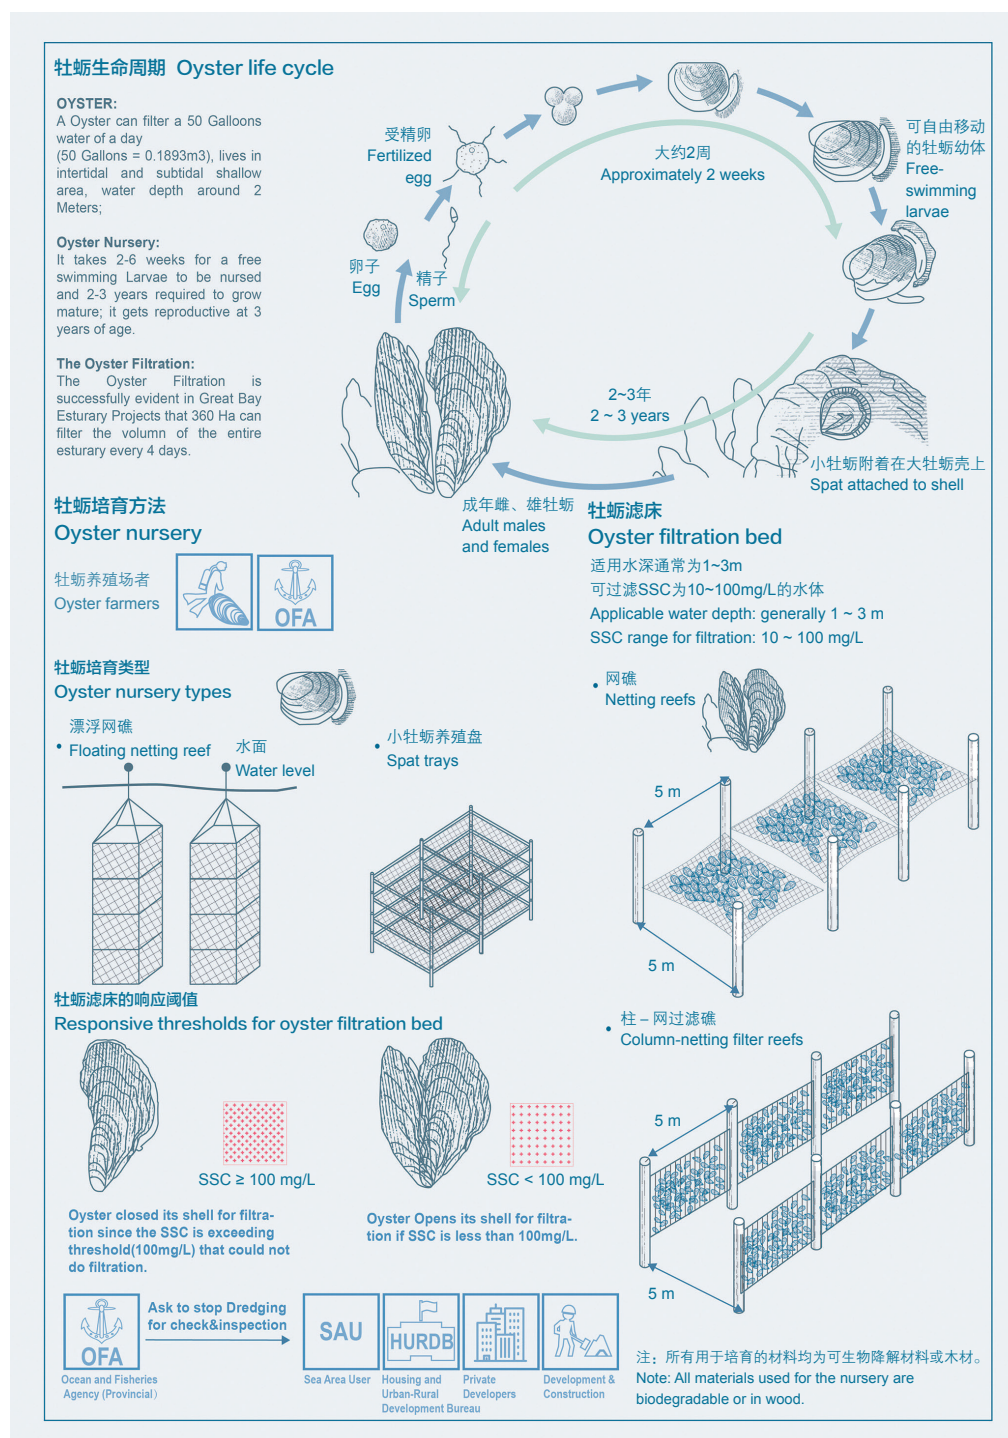 牡蛎生命周期 Oyster life cycle
OYSTER:
A Oyster can filter a 50 Galloons
water of a day
(50 Gallons = 0.1893m3), lives in
intertidal and subtidal shallow
area, water depth around 2
Meters;
Oyster Nursery:
It takes 2-6 weeks for a free
swimming Larvae to be nursed
and 2-3 years required to grow
mature; it gets reproductive at 3
years of age.
The Oyster Filtration:
The Oyster Filtration is
successfully evident in Great Bay
Esturary Projects that 360 Ha can
filter the volumn of the entire
esturary every 4 days.
受精卵
Fertilized
egg
大约2周
Approximately 2 weeks
可自由移动
的牡蛎幼体
Free-
swimming
larvae
卵子
Egg
精子
Sperm
2~3年
2 ~ 3 years
小牡蛎附着在大牡蛎壳上
Spat attached to shell
成年雌、雄牡蛎
Adult males
and females
牡蛎培育方法
Oyster nursery
牡蛎养殖场者
Oyster farmers
OFA
牡蛎滤床
Oyster filtration bed
适用水深通常为1~3m
可过滤SSC为10~100mg/L的水体
Applicable water depth: generally 1 ~ 3 m
SSC range for filtration: 10 ~ 100 mg/L
牡蛎培育类型
Oyster nursery types
• 漂浮网礁
Floating netting reef
水面
Water level
• 小牡蛎养殖盘
Spat trays
• 网礁
Netting reefs
5 m
5 m
牡蛎滤床的响应阈值
Responsive thresholds for oyster filtration bed
SSC ≥ 100 mg/L
SSC < 100 mg/L
Oyster closed its shell for filtra-
tion since the SSC is exceeding
threshold(100mg/L) that could not
do filtration.
Oyster Opens its shell for filtra-
tion if SSC is less than 100mg/L.
• 柱 – 网过滤礁
Column-netting filter reefs
5 m
5 m
OFA
Ocean and Fisheries
Agency (Provincial）
Ask to stop Dredging
for check&inspection
SAU
Sea Area User
HURDB
Housing and
Urban-Rural
Development Bureau
Private
Developers
Development &
Construction
注：所有用于培育的材料均为可生物降解材料或木材。
Note: All materials used for the nursery are
biodegradable or in wood.